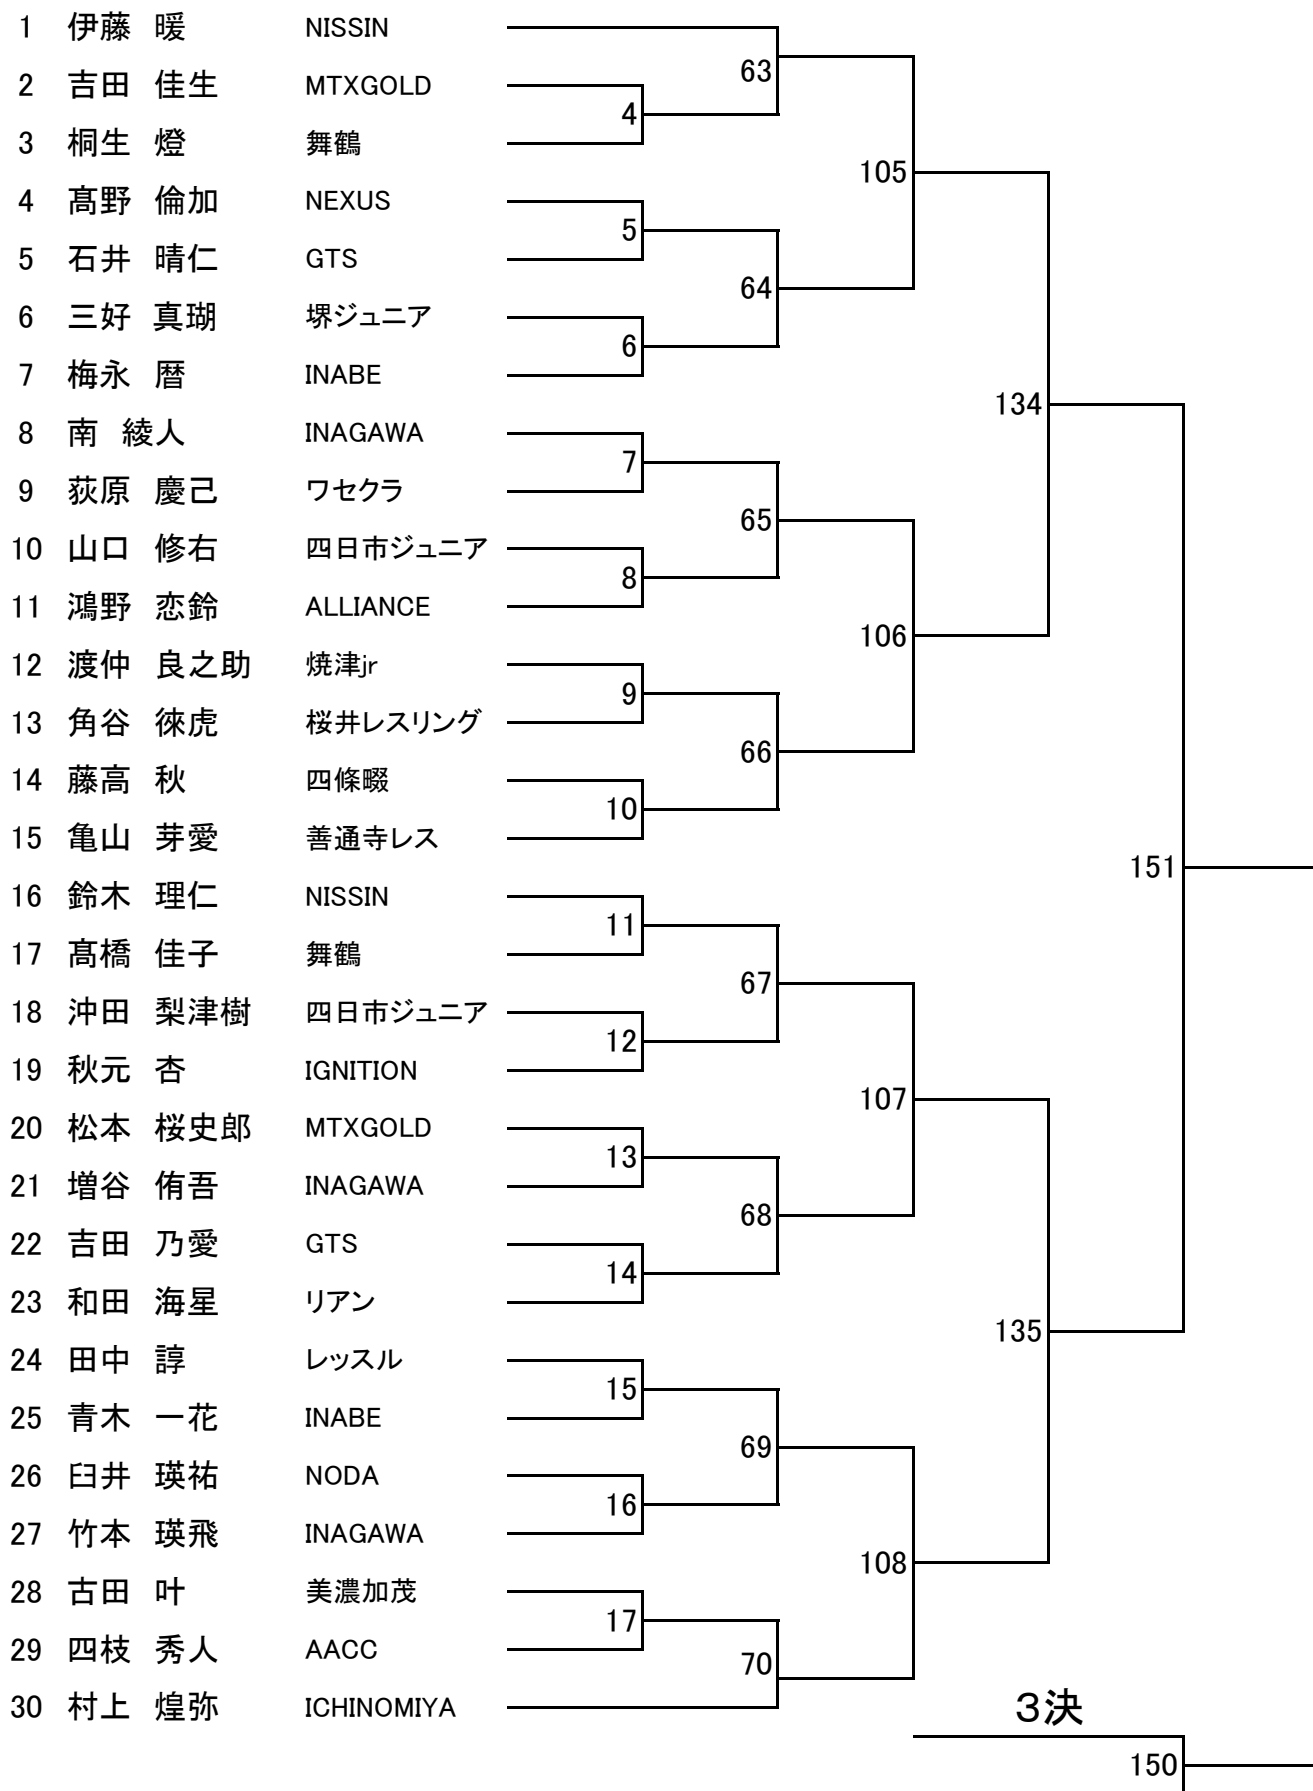 1 伊藤 暖 NISSIN
63
2 吉田 佳生 MTXGOLD
4
3 桐生 燈 舞鶴
105
4 髙野 倫加 NEXUS
5
5 石井 晴仁 GTS
64
6 三好 真瑚 堺ジュニア
6
7 梅永 暦 INABE
134
8 南 綾人 INAGAWA
7
9 荻原 慶己 ワセクラ
65
10 山口 修右 四日市ジュニア
8
11 鴻野 恋鈴 ALLIANCE
106
12 渡仲 良之助 焼津jr
9
13 角谷 徠虎 桜井レスリング
66
14 藤高 秋 四條畷
10
15 亀山 芽愛 善通寺レス
151
16 鈴木 理仁 NISSIN
11
17 髙橋 佳子 舞鶴
67
18 沖田 梨津樹 四日市ジュニア
12
19 秋元 杏 IGNITION
107
20 松本 桜史郎 MTXGOLD
13
21 増谷 侑吾 INAGAWA
68
22 吉田 乃愛 GTS
14
23 和田 海星 リアン
135
24 田中 諄 レッスル
15
25 青木 一花 INABE
69
26 臼井 瑛祐 NODA
16
27 竹本 瑛飛 INAGAWA
108
28 古田 叶 美濃加茂
17
29 四枝 秀人 AACC
70
30 村上 煌弥 ICHINOMIYA
3決
150